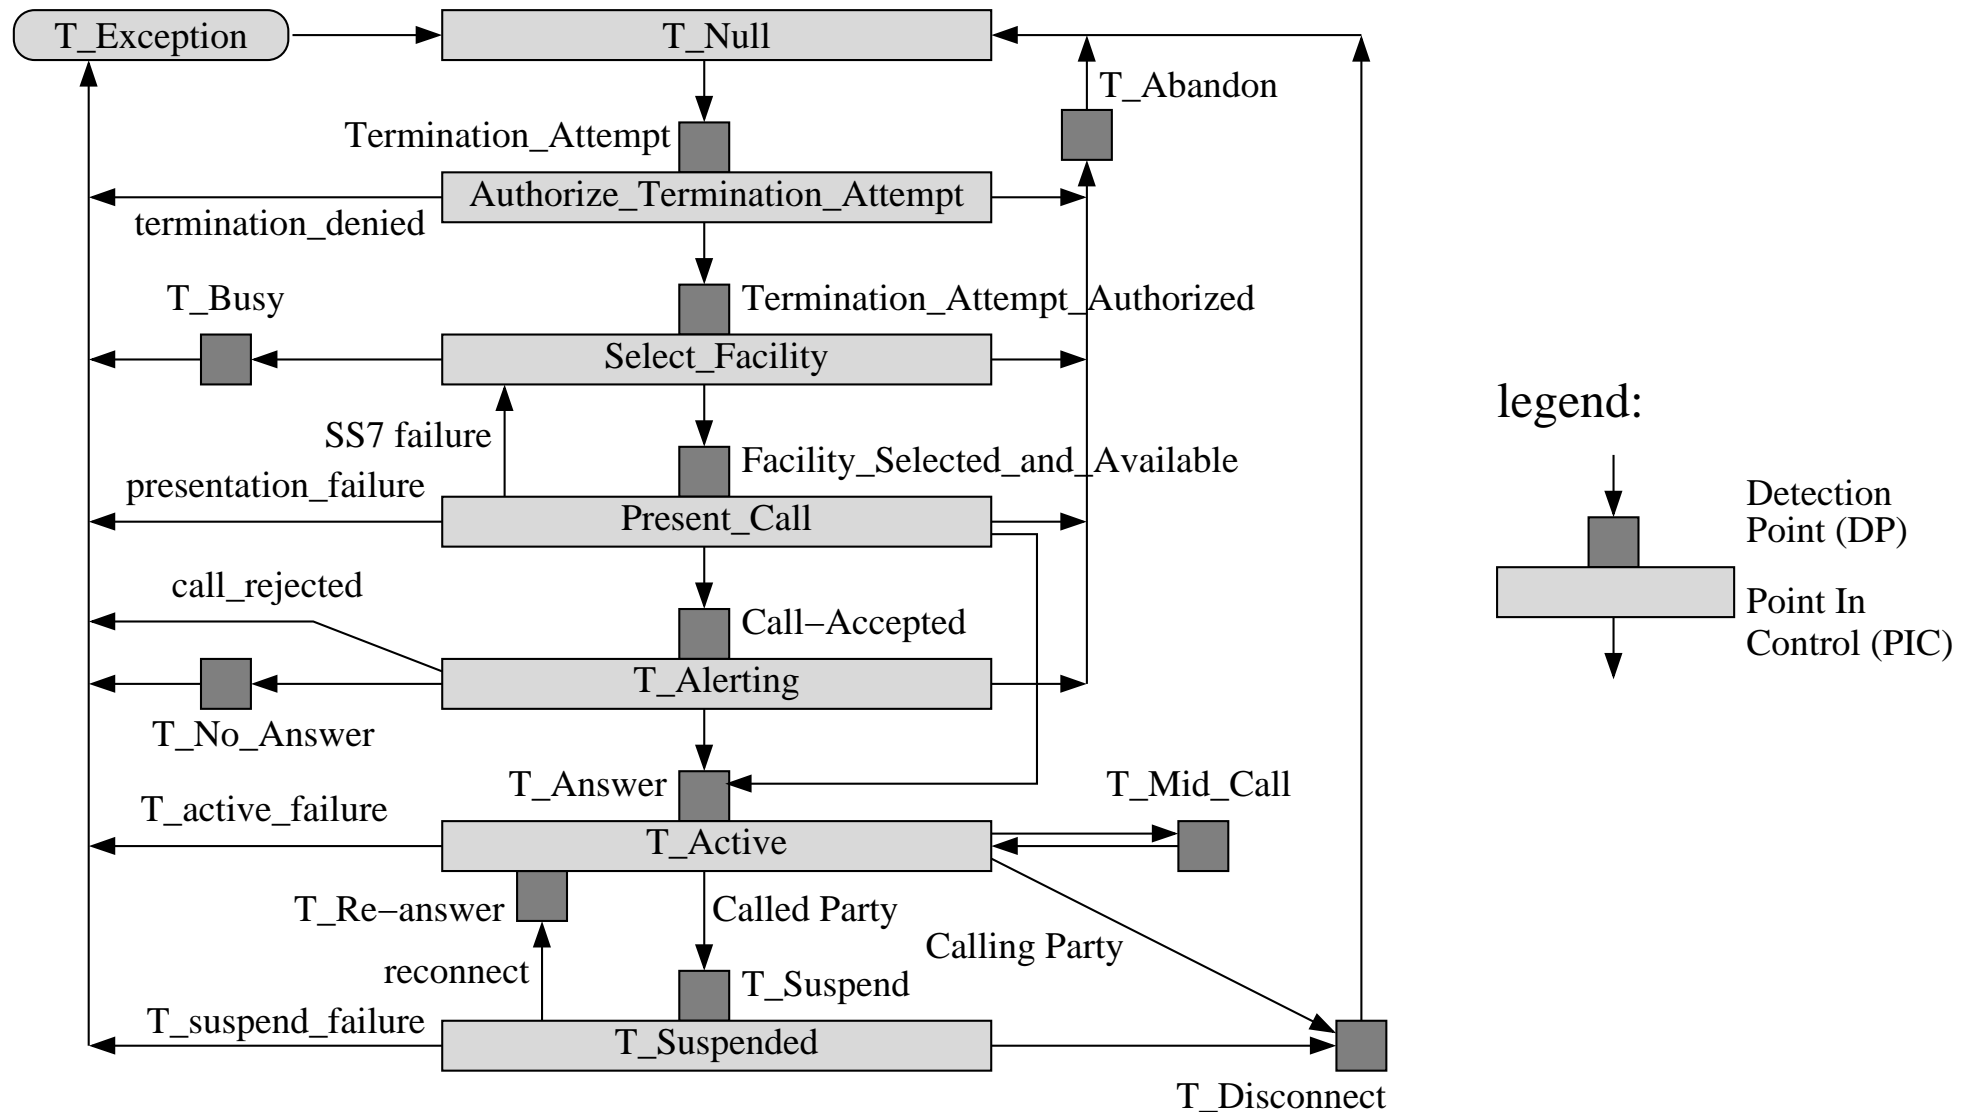 T_Exception
T_Null
T_Abandon
Termination_Attempt
Authorize_Termination_Attempt
termination_denied
T_Busy
Termination_Attempt_Authorized
Select_Facility
legend:
SS7 failure
Facility_Selected_and_Available
presentation_failure
Detection
Point (DP)
Present_Call
call_rejected
Call−Accepted
Point In
Control (PIC)
T_Alerting
T_No_Answer
T_Answer
T_Mid_Call
T_active_failure
T_Active
T_Re−answer
Called Party
Calling Party
reconnect
T_Suspend
T_suspend_failure
T_Suspended
T_Disconnect